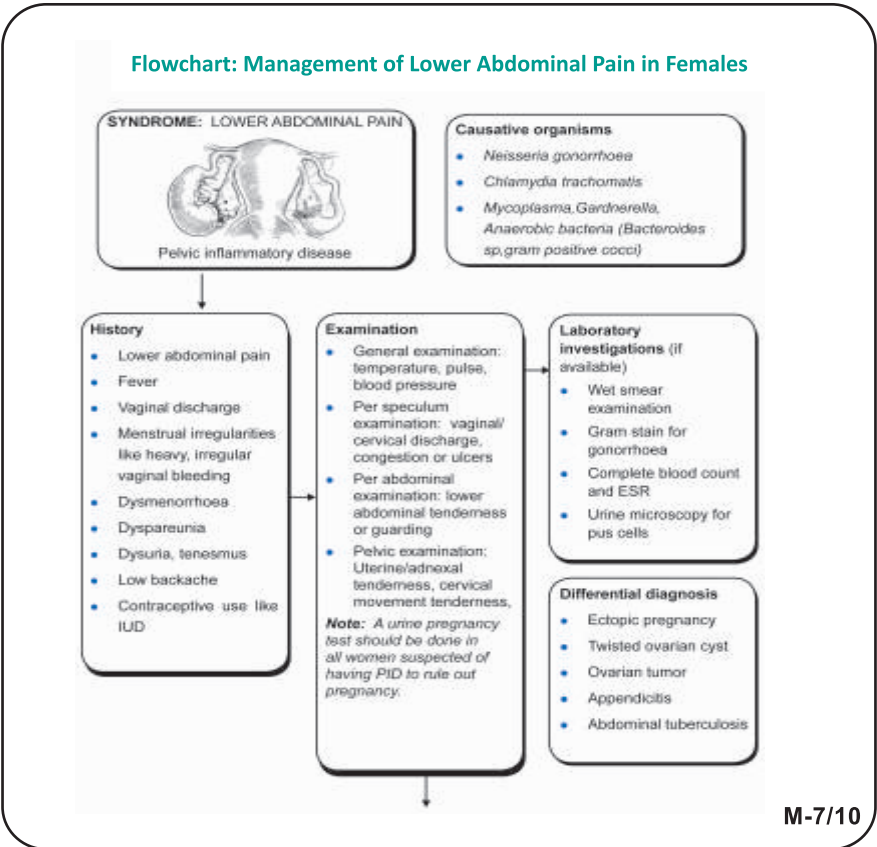 Flowchart: Management of Lower Abdominal Pain in Females
SYNDROME: LOWER ABDOMINAL PAIN
Pelvic inflammatory disease
Causative organisms
• Neisseria gonorrhoea
• Chlamydia trachomatis
• Mycoplasma,Gardnerella,
Anaerobic bacteria (Bacteroides
sp,gram positive cocci)
History
• Lower abdominal pain
• Fever
• Vaginal discharge
• Menstrual irregularities
like heavy, irregular
vaginal bleeding
• Dysmenorrhoea
• Dyspareunia
• Dysuria, tenesmus
• Low backache
• Contraceptive use like
IUD
Examination
• General examination:
temperature, pulse,
blood pressure
• Per speculum
examination: vaginal/
cervical discharge,
congestion or ulcers
• Per abdominal
examination: lower
abdominal tenderness
or guarding
• Pelvic examination:
Uterine/adnexal
tenderness, cervical
movement tenderness,
Note: A urine pregnancy
test should be done in
all women suspected of
having PID to rule out
pregnancy.
Laboratory
investigations (if
available)
• Wet smear
examination
• Gram stain for
gonorrhoea
• Complete blood count
and ESR
• Urine microscopy for
pus cells
Differential diagnosis
• Ectopic pregnancy
• Twisted ovarian cyst
• Ovarian tumor
• Appendicitis
• Abdominal tuberculosis
M-7/10